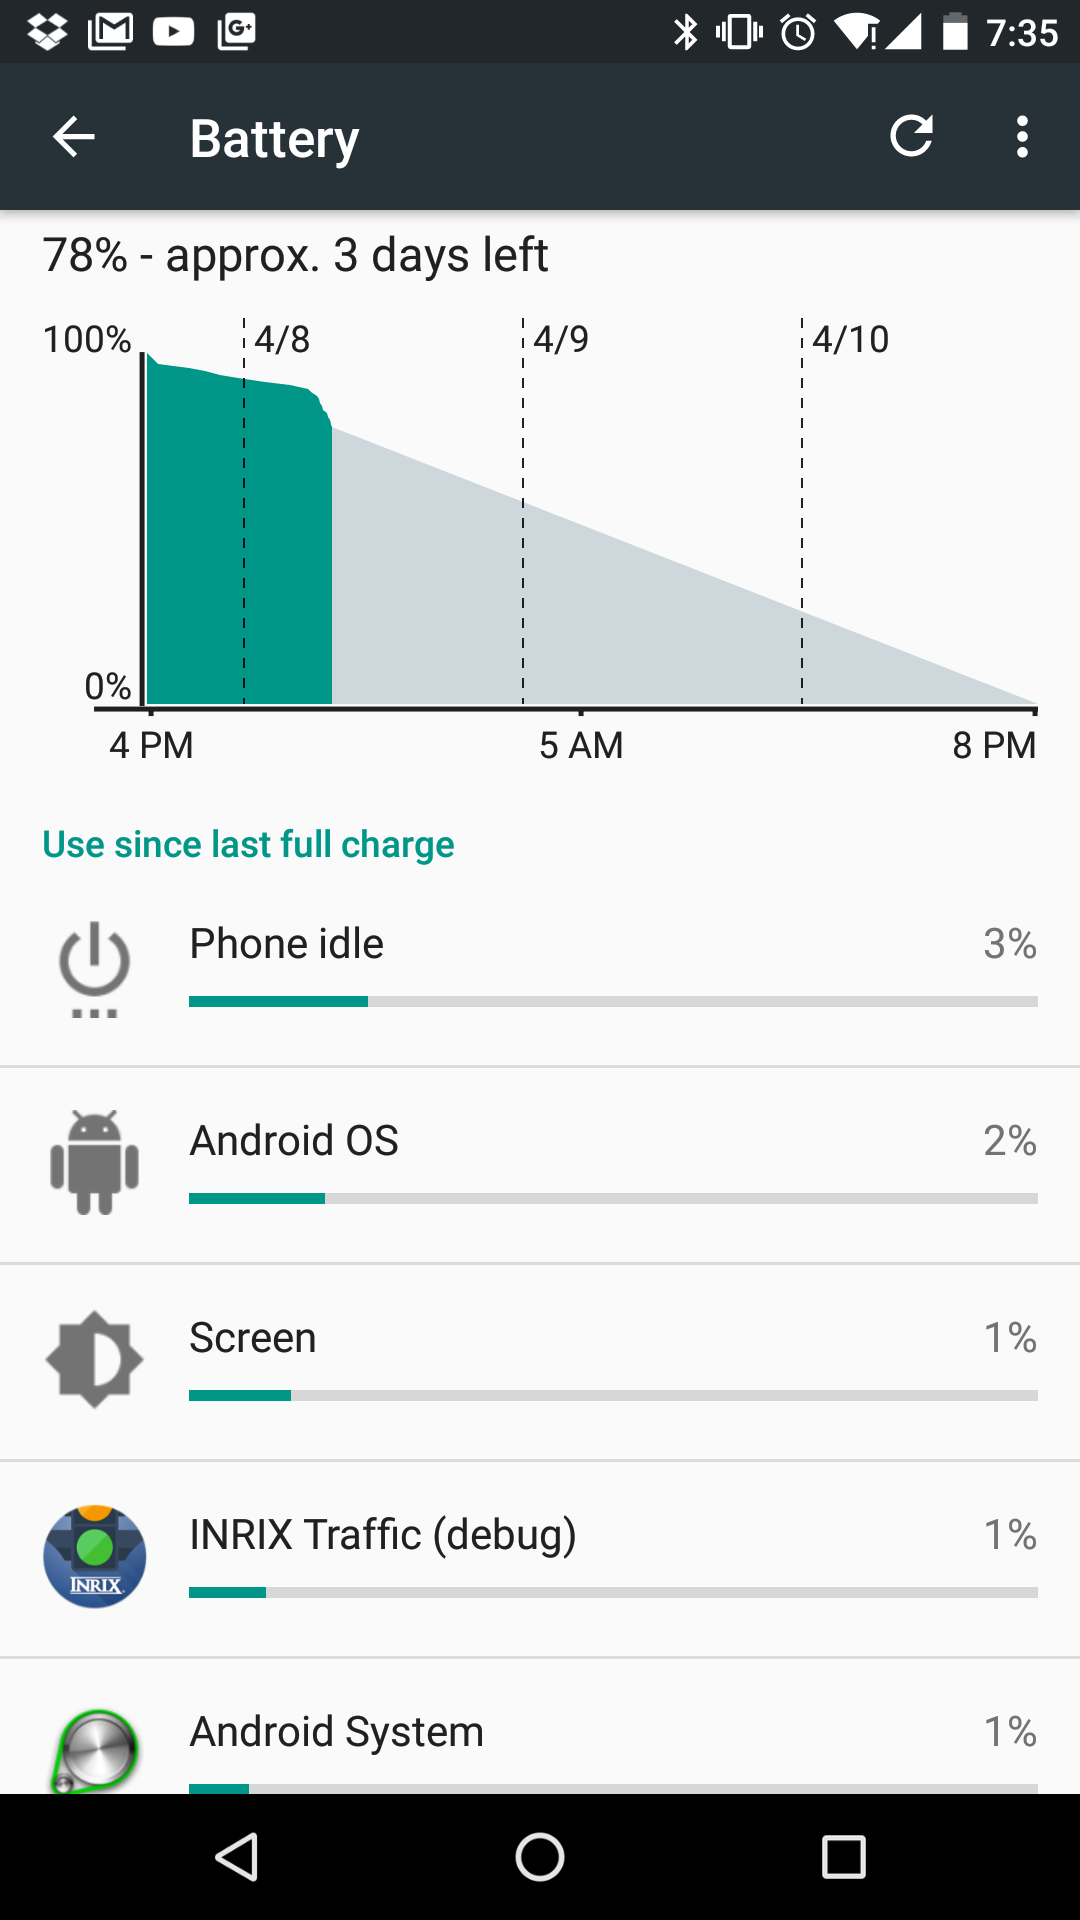 7:35
Battery
78% - approx. 3 days left
100%
4/8
4/9
4/10
0%
4 PM
5 AM
8 PM
Use since last full charge
Phone idle
3%
Android OS
2%
Screen
1%
INRIX Traffic (debug)
1%
INRIX
Android System
1%